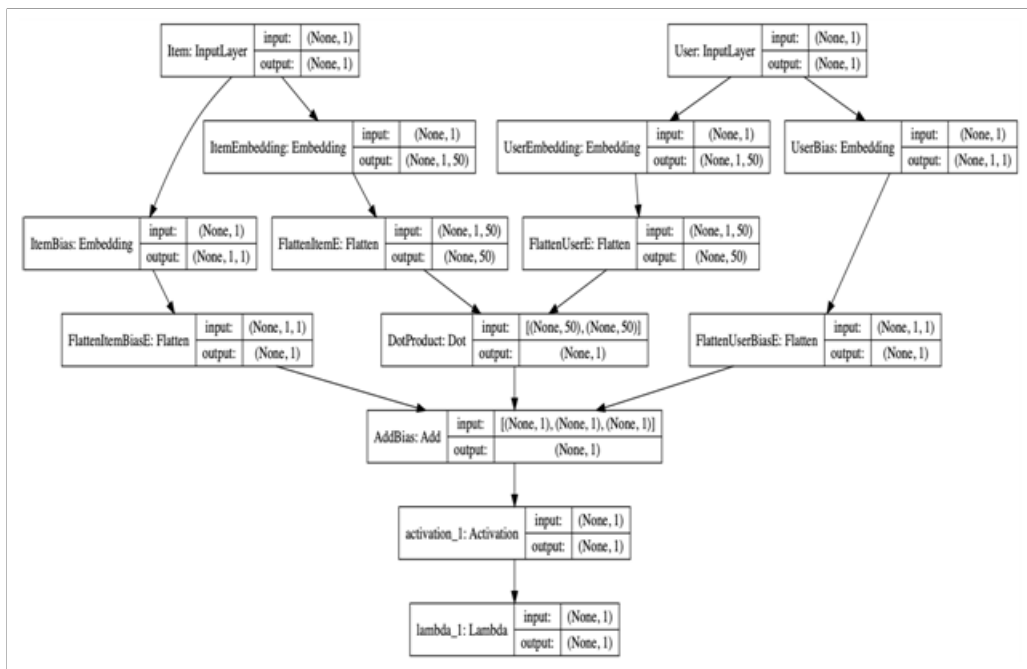 Item: InputLayer
input: (None, 1)
output: (None, 1)
User: InputLayer
input: (None, 1)
output: (None, 1)
ItemEmbedding: Embedding
input: (None, 1)
output: (None, 1, 50)
UserEmbedding: Embedding
input: (None, 1)
output: (None, 1, 50)
UserBias: Embedding
input: (None, 1)
output: (None, 1, 1)
ItemBias: Embedding
input: (None, 1)
output: (None, 1, 1)
FlattenItemE: Flatten
input: (None, 1, 50)
output: (None, 50)
FlattenUserE: Flatten
input: (None, 1, 50)
output: (None, 50)
FlattenItemBiasE: Flatten
input: (None, 1, 1)
output: (None, 1)
DotProduct: Dot
input: [(None, 50), (None, 50)]
output: (None, 1)
FlattenUserBiasE: Flatten
input: (None, 1, 1)
output: (None, 1)
AddBias: Add
input: [(None, 1), (None, 1), (None, 1)]
output: (None, 1)
activation_1: Activation
input: (None, 1)
output: (None, 1)
lambda_1: Lambda
input: (None, 1)
output: (None, 1)